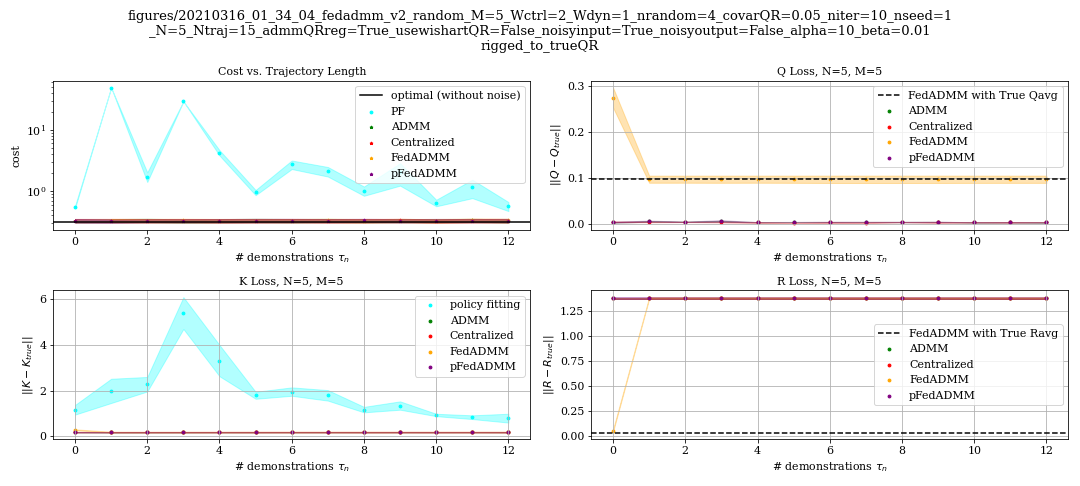 figures/20210316_01_34_04_fedadmm_v2_random_M=5_Wctrl=2_Wdyn=1_nrandom=4_covarQR=0.05_niter=10_nseed=1
_N=5_Ntraj=15_admmQRreg=True_usewishartQR=False_noisyinput=True_noisyoutput=False_alpha=10_beta=0.01
rigged_to_trueQR
Cost vs. Trajectory Length
cost
10¹
10⁰
optimal (without noise)
PF
ADMM
Centralized
FedADMM
pFedADMM
0 2 4 6 8 10 12
# demonstrations τₙ
Q Loss, N=5, M=5
||Q − Q_true||
0.3
0.2
0.1
0.0
FedADMM with True Qavg
ADMM
Centralized
FedADMM
pFedADMM
0 2 4 6 8 10 12
# demonstrations τₙ
K Loss, N=5, M=5
||K − K_true||
6
4
2
0
policy fitting
ADMM
Centralized
FedADMM
pFedADMM
0 2 4 6 8 10 12
# demonstrations τₙ
R Loss, N=5, M=5
||R − R_true||
1.25
1.00
0.75
0.50
0.25
0.00
FedADMM with True Ravg
ADMM
Centralized
FedADMM
pFedADMM
0 2 4 6 8 10 12
# demonstrations τₙ